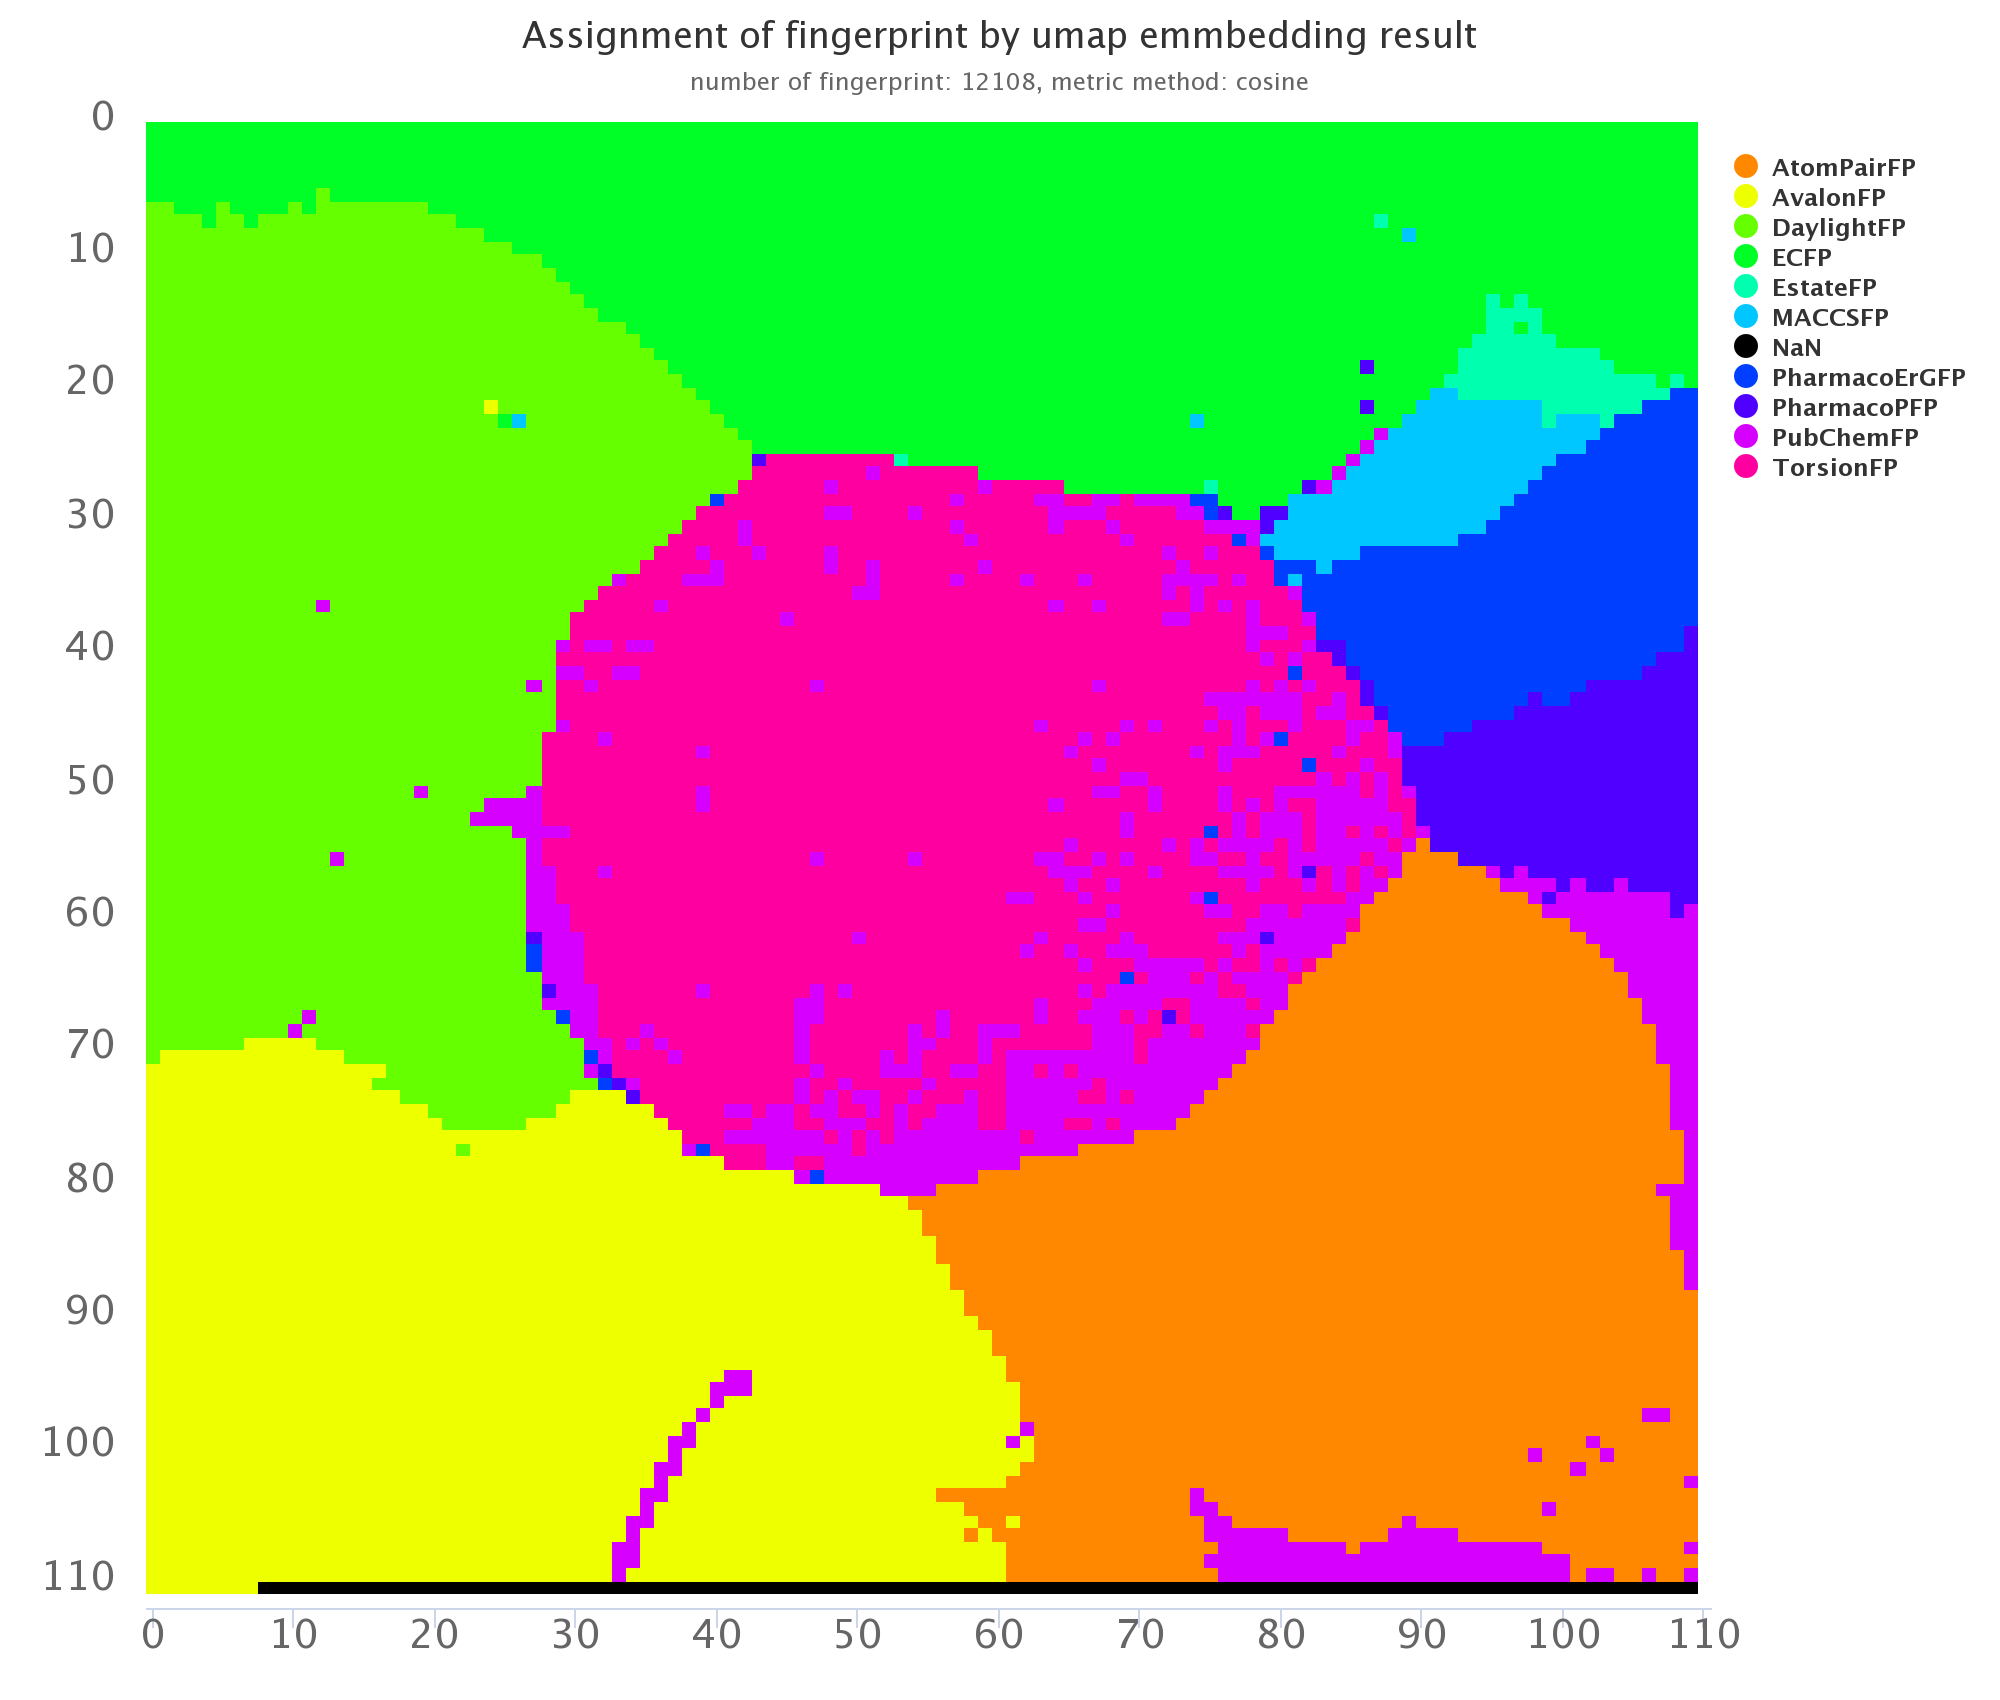 Assignment of fingerprint by umap emmbedding result
number of fingerprint: 12108, metric method: cosine
0
10
20
30
40
50
60
70
80
90
100
110
0 10 20 30 40 50 60 70 80 90 100 110
AtomPairFP
AvalonFP
DaylightFP
ECFP
EstateFP
MACCSFP
NaN
PharmacoErGFP
PharmacoPFP
PubChemFP
TorsionFP